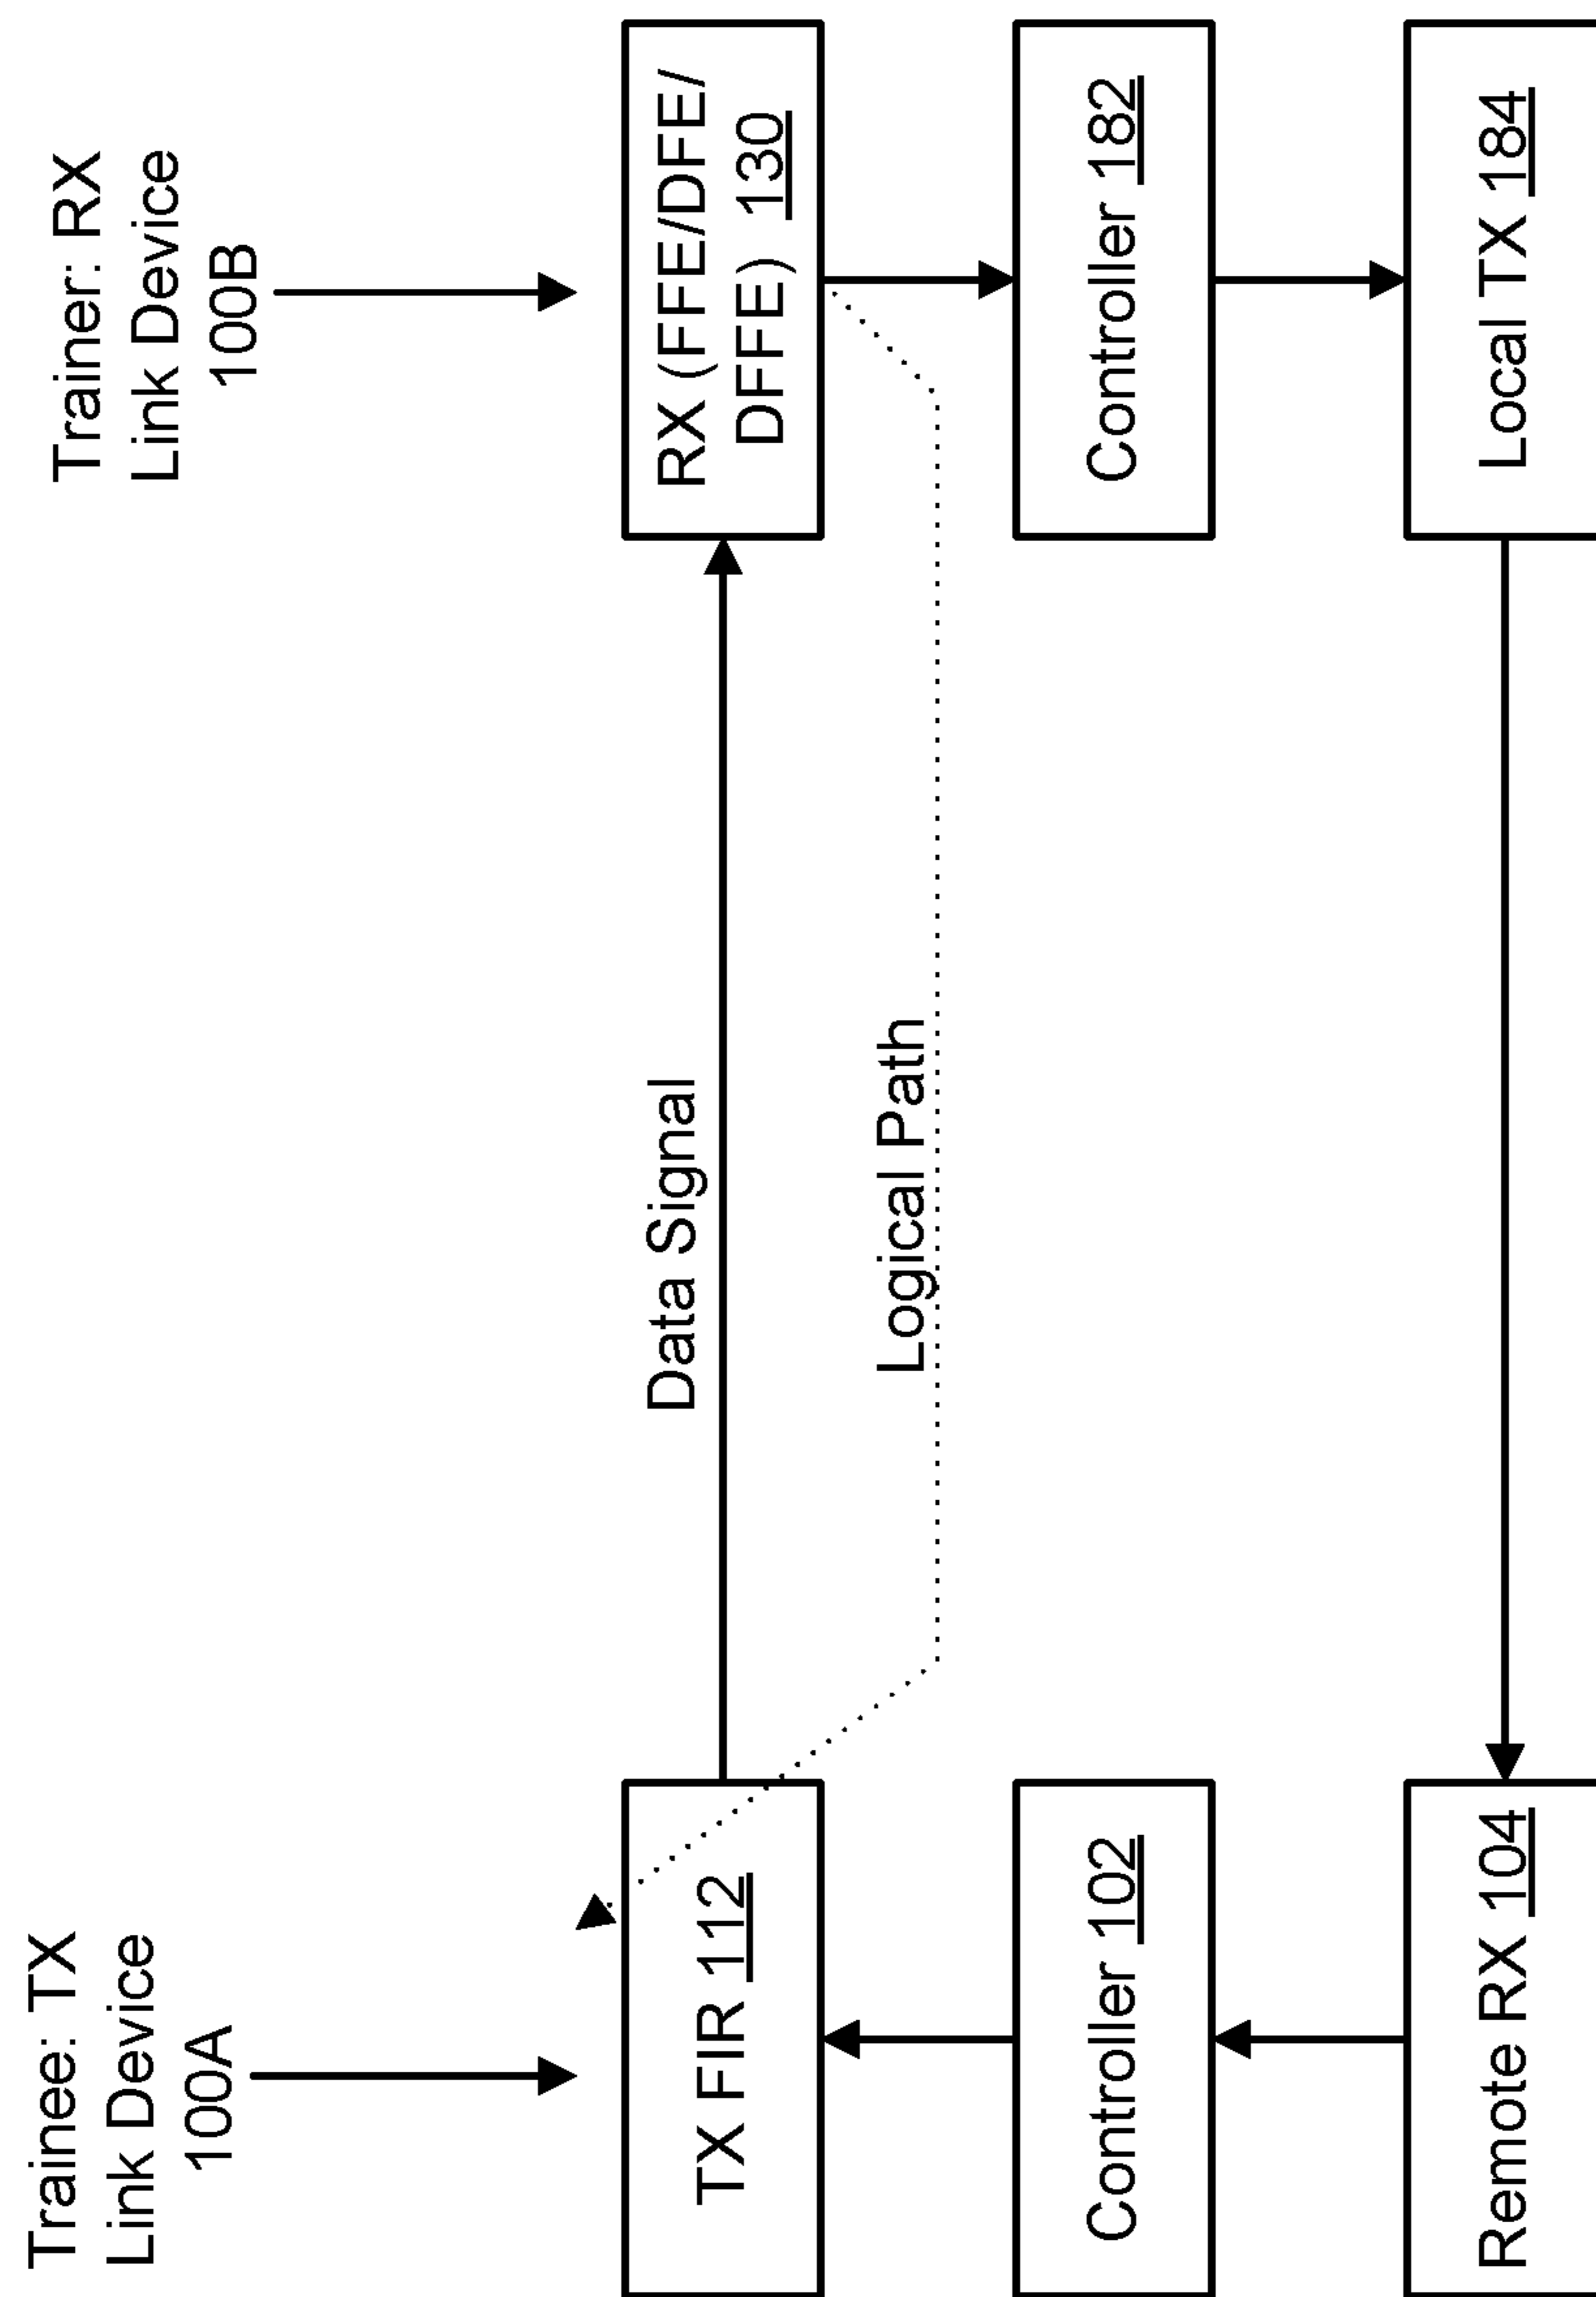 Trainee: TX
Link Device
100A
Trainer: RX
Link Device
100B
TX FIR 112
Data Signal
RX (FFE/DFE/
DFFE) 130
Logical Path
Controller 102
Controller 182
Remote RX 104
Local TX 184